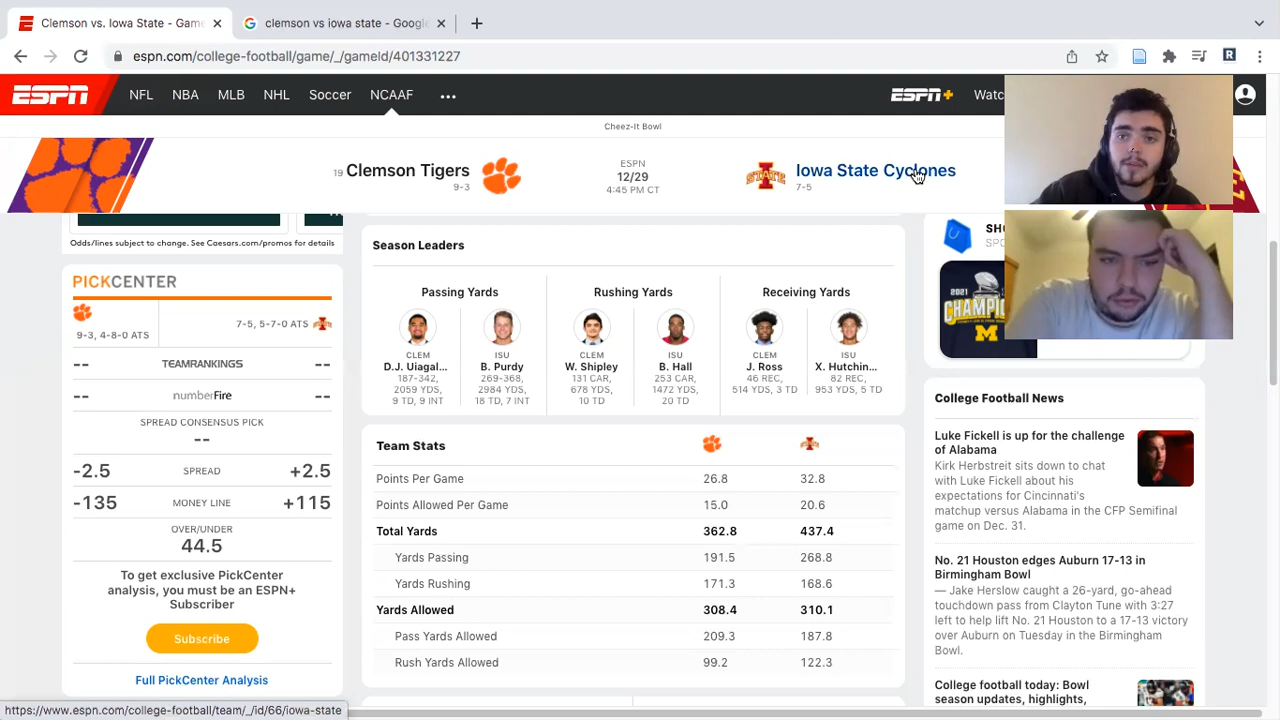 Clemson vs. Iowa State - Game
clemson vs iowa state - Google
espn.com/college-football/game/_/gameId/401331227
ESPN
NFL
NBA
MLB
NHL
Soccer
NCAAF
ESPN+
Watc
Cheez-It Bowl
19 Clemson Tigers
9-3
ESPN
12/29
4:45 PM CT
STATE
Iowa State Cyclones
7-5
Odds/lines subject to change. See Caesars.com/promos for details
PICKCENTER
9-3, 4-8-0 ATS
7-5, 5-7-0 ATS
-- TEAMRANKINGS --
-- numberFire --
SPREAD CONSENSUS PICK
--
-2.5 SPREAD +2.5
-135 MONEY LINE +115
OVER/UNDER
44.5
To get exclusive PickCenter
analysis, you must be an ESPN+
Subscriber
Subscribe
Full PickCenter Analysis
Season Leaders
Passing Yards
Rushing Yards
Receiving Yards
CLEM
D.J. Uiagal...
187-342,
2059 YDS,
9 TD, 9 INT
ISU
B. Purdy
269-368,
2984 YDS,
18 TD, 7 INT
CLEM
W. Shipley
131 CAR,
678 YDS,
10 TD
ISU
B. Hall
253 CAR,
1472 YDS,
20 TD
CLEM
J. Ross
46 REC,
514 YDS, 3 TD
ISU
X. Hutchin...
82 REC,
953 YDS, 5 TD
Team Stats
Points Per Game 26.8 32.8
Points Allowed Per Game 15.0 20.6
Total Yards 362.8 437.4
Yards Passing 191.5 268.8
Yards Rushing 171.3 168.6
Yards Allowed 308.4 310.1
Pass Yards Allowed 209.3 187.8
Rush Yards Allowed 99.2 122.3
SH
SPO
2021
CHAMPION
M
College Football News
Luke Fickell is up for the challenge
of Alabama
Kirk Herbstreit sits down to chat
with Luke Fickell about his
expectations for Cincinnati's
matchup versus Alabama in the CFP Semifinal
game on Dec. 31.
No. 21 Houston edges Auburn 17-13 in
Birmingham Bowl
— Jake Herslow caught a 26-yard, go-ahead
touchdown pass from Clayton Tune with 3:27
left to help lift No. 21 Houston to a 17-13 victory
over Auburn on Tuesday in the Birmingham
Bowl.
College football today: Bowl
season updates, highlights,
https://www.espn.com/college-football/team/_/id/66/iowa-state